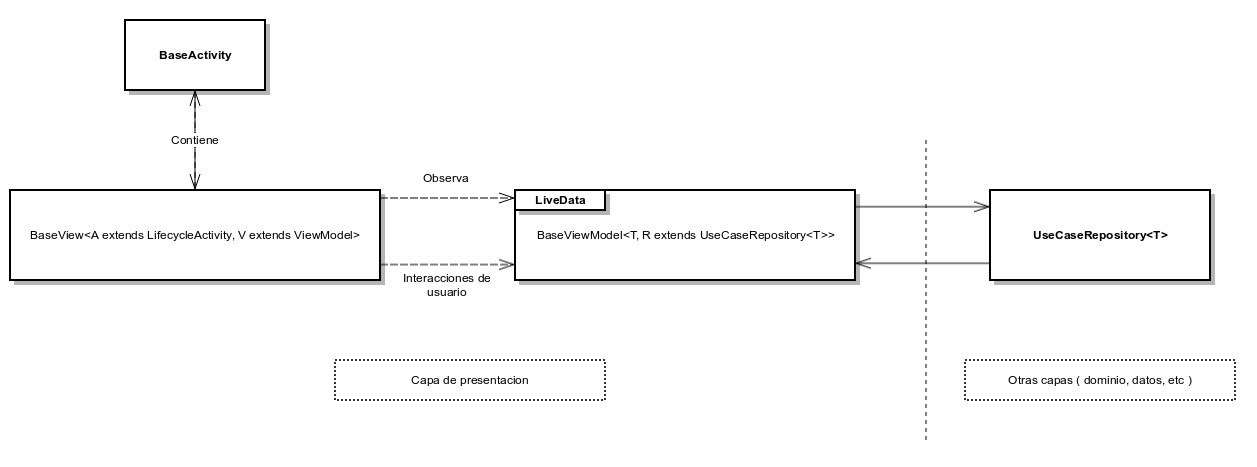 BaseActivity
Contiene
Observa
LiveData
BaseView<A extends LifecycleActivity, V extends ViewModel>
BaseViewModel<T, R extends UseCaseRepository<T>>
UseCaseRepository<T>
Interacciones de
usuario
Capa de presentacion
Otras capas ( dominio, datos, etc )